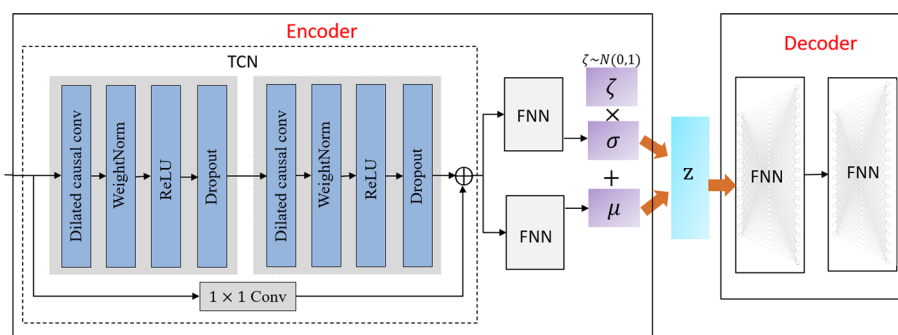 Encoder
Decoder
TCN
ζ~N(0,1)
Dilated causal conv
WeightNorm
ReLU
Dropout
Dilated causal conv
WeightNorm
ReLU
Dropout
1 × 1 Conv
FNN
FNN
ζ
×
σ
+
μ
z
FNN
FNN